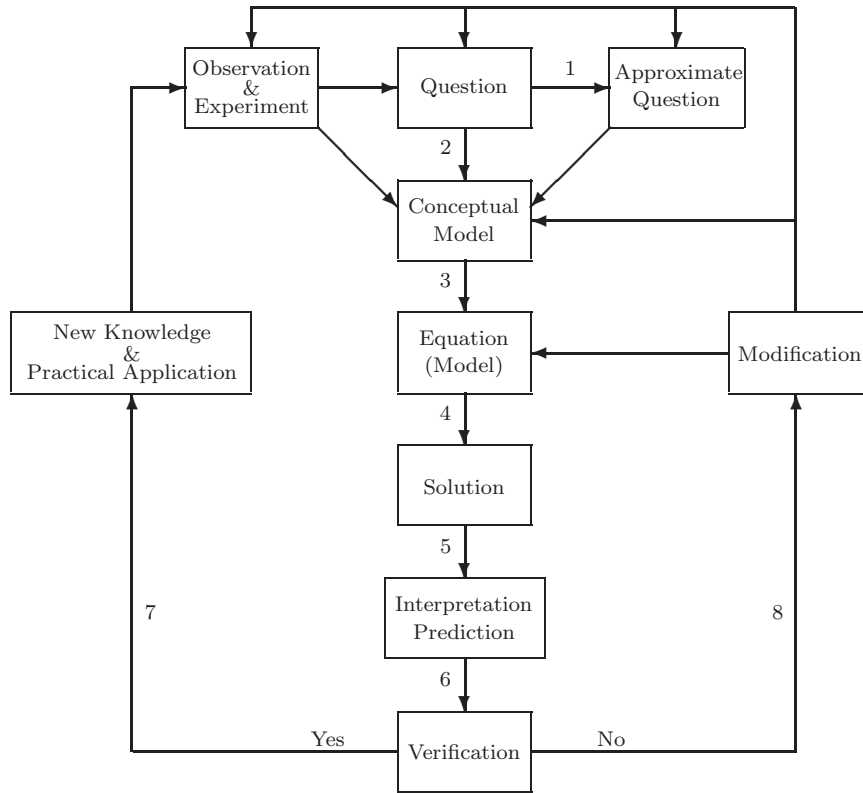 Observation
&
Experiment
Question
1
Approximate
Question
2
Conceptual
Model
3
New Knowledge
&
Practical Application
Equation
(Model)
Modification
4
Solution
5
Interpretation
Prediction
7
8
6
Yes
Verification
No